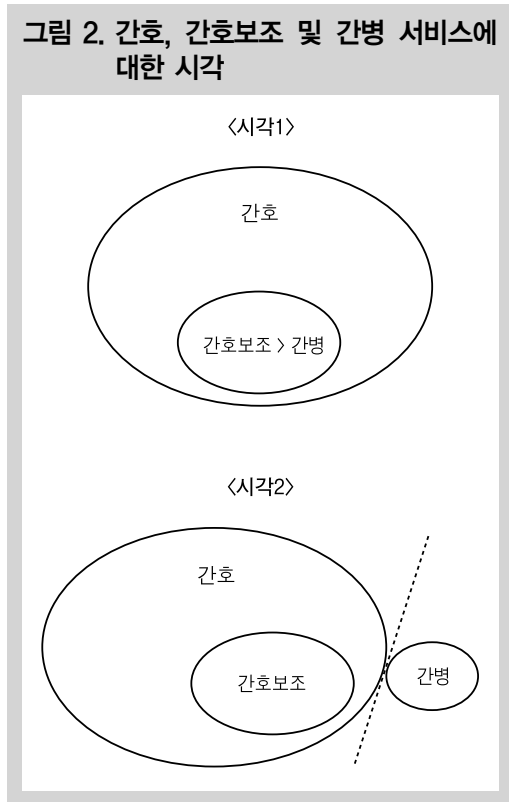 그림 2. 간호, 간호보조 및 간병 서비스에
대한 시각
〈시각1〉
간호
간호보조 > 간병
〈시각2〉
간호
간호보조
간병